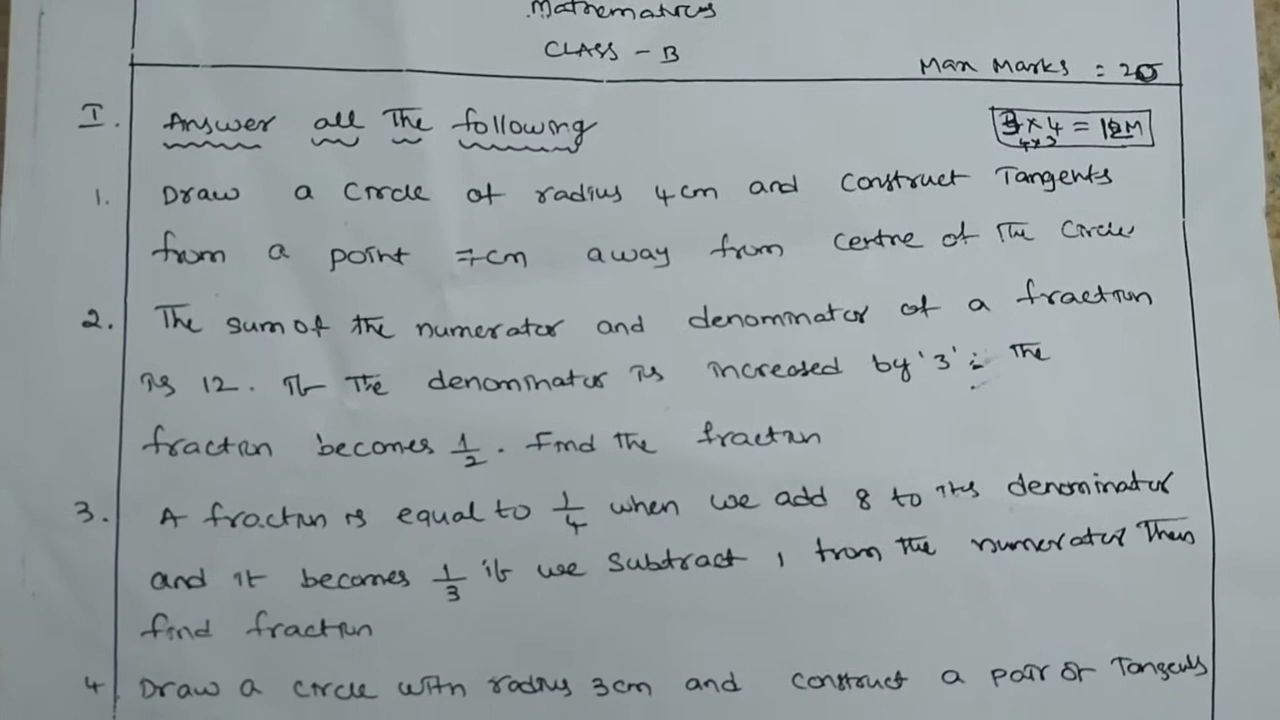 Mathematics
CLASS - B
Max Marks : 20
I. Answer all The following
4 = 12M
4x3
1. Draw a Circle of radius 4cm and construct Tangents
from a point 7cm away from centre of The Circle
2. The sum of the numerator and denominator of a fraction
is 12. If The denominator is increased by '3' The
fraction becomes 1/2. Find The fraction
3. A fraction is equal to 1/4 when we add 8 to its denominator
and it becomes 1/3 if we subtract 1 from The numerator Then
find fraction
4 Draw a circle with radius 3cm and construct a pair of Tangents